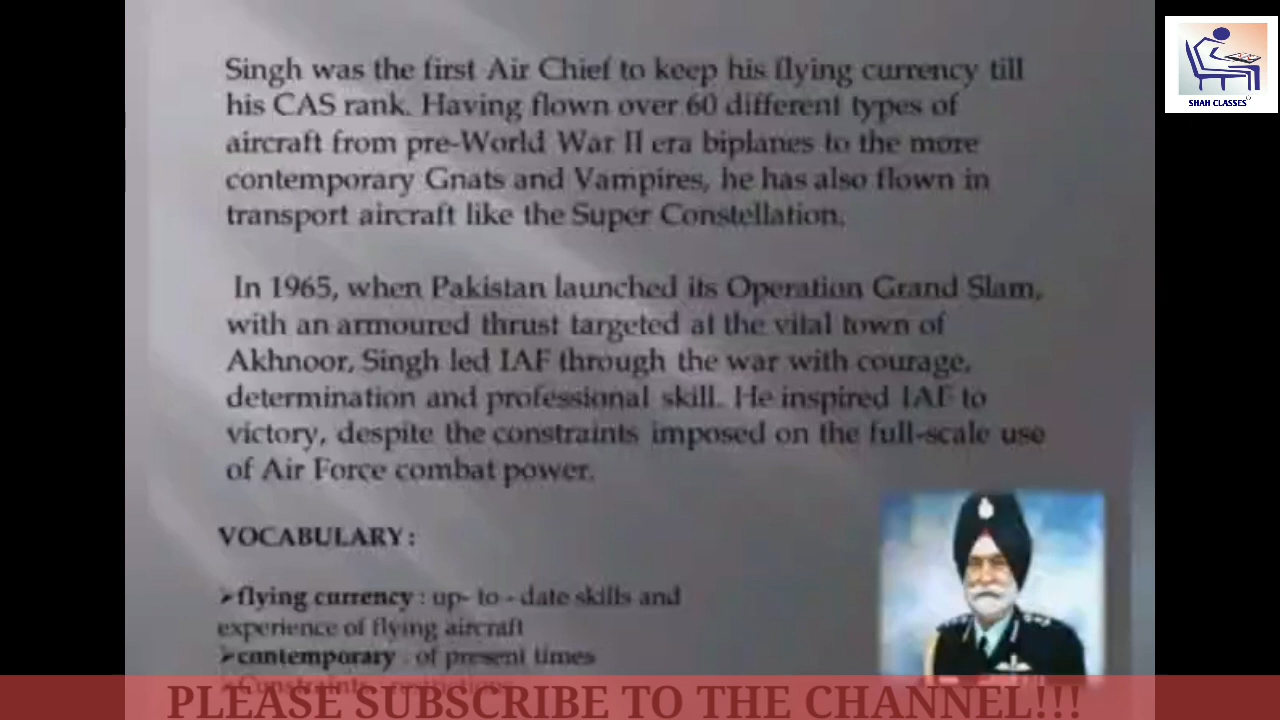 Singh was the first Air Chief to keep his flying currency till
his CAS rank. Having flown over 60 different types of
aircraft from pre-World War II era biplanes to the more
contemporary Gnats and Vampires, he has also flown in
transport aircraft like the Super Constellation.
In 1965, when Pakistan launched its Operation Grand Slam,
with an armoured thrust targeted at the vital town of
Akhnoor, Singh led IAF through the war with courage,
determination and professional skill. He inspired IAF to
victory, despite the constraints imposed on the full-scale use
of Air Force combat power.
VOCABULARY :
➢flying currency : up- to - date skills and
experience of flying aircraft
➢contemporary : of present times
➢Constraints : restrictions
PLEASE SUBSCRIBE TO THE CHANNEL!!!
SHAH CLASSES